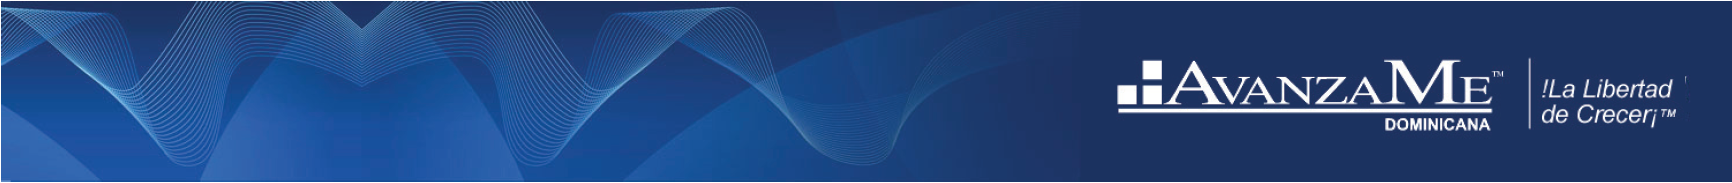 AVANZAME™
DOMINICANA
!La Libertad
de Crecer¡™